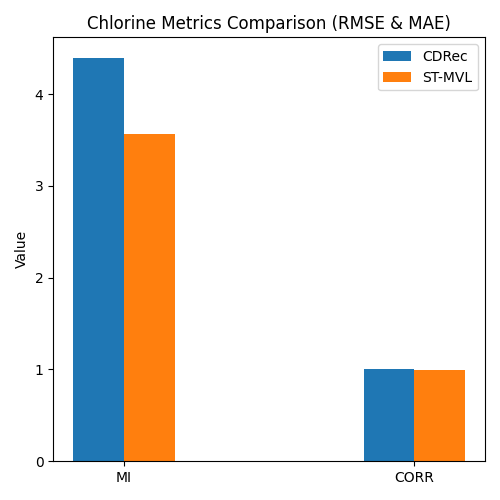 Chlorine Metrics Comparison (RMSE & MAE)
CDRec
ST-MVL
Value
4
3
2
1
0
MI
CORR